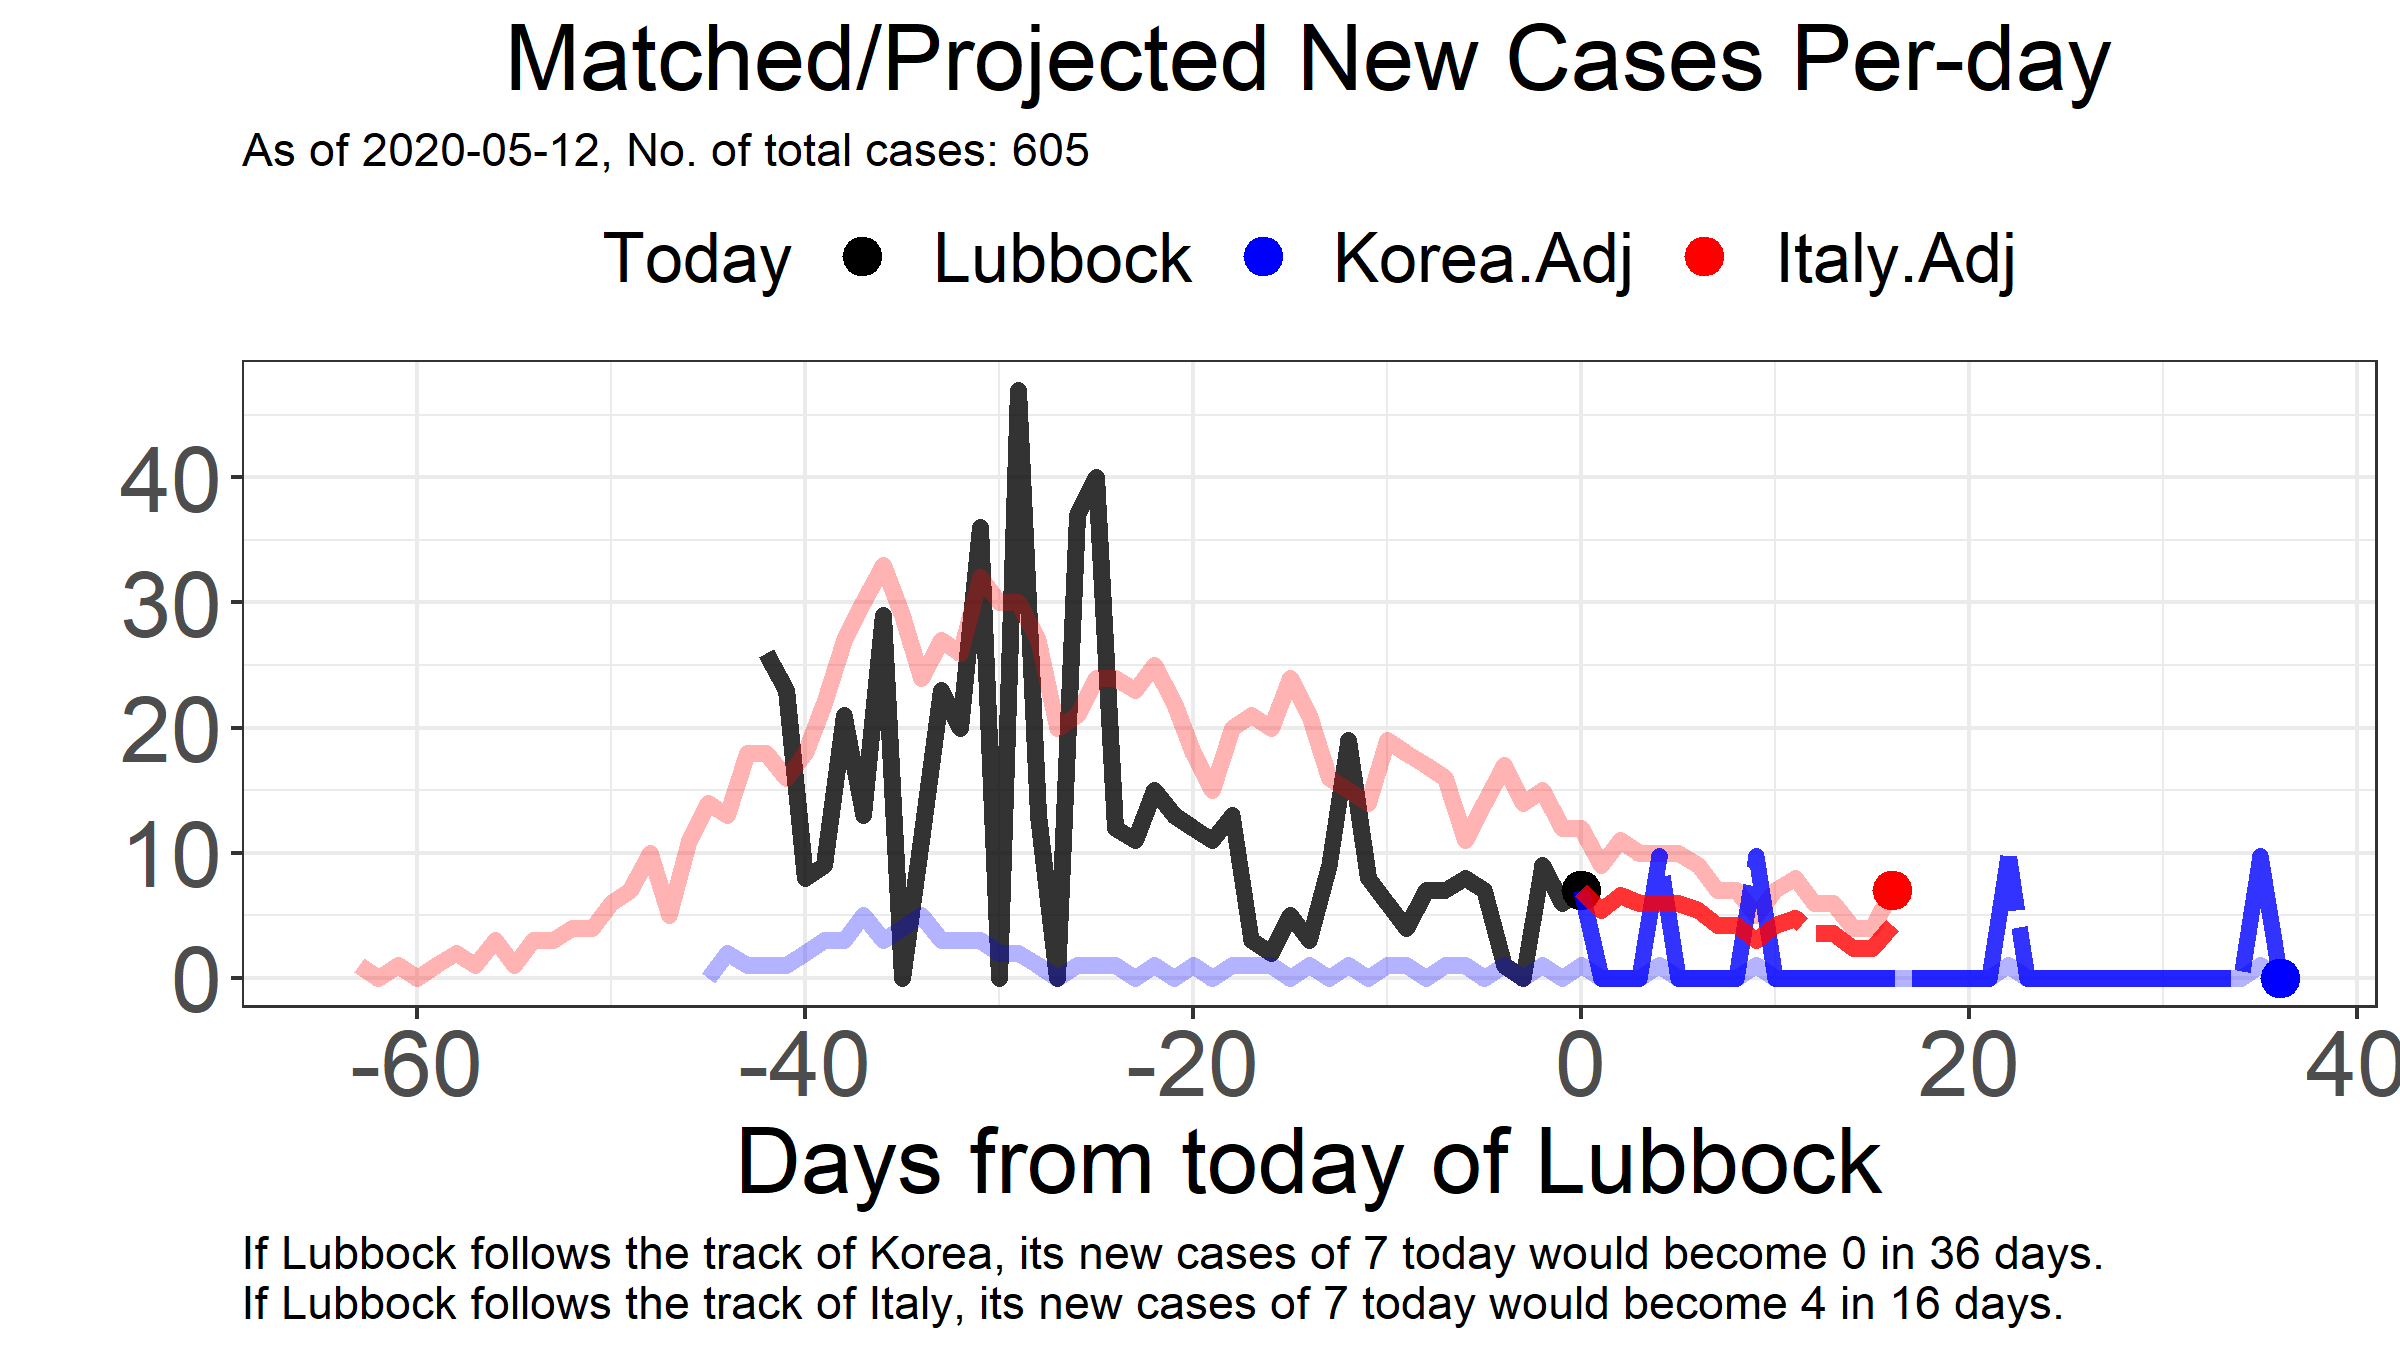 Matched/Projected New Cases Per-day
As of 2020-05-12, No. of total cases: 605
Today Lubbock Korea.Adj Italy.Adj
40
30
20
10
0
-60 -40 -20 0 20 40
Days from today of Lubbock
If Lubbock follows the track of Korea, its new cases of 7 today would become 0 in 36 days.
If Lubbock follows the track of Italy, its new cases of 7 today would become 4 in 16 days.